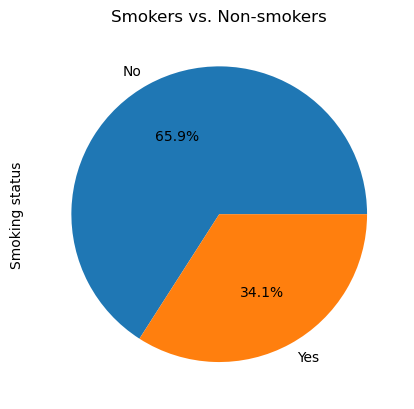 Smokers vs. Non-smokers
No
65.9%
Smoking status
34.1%
Yes